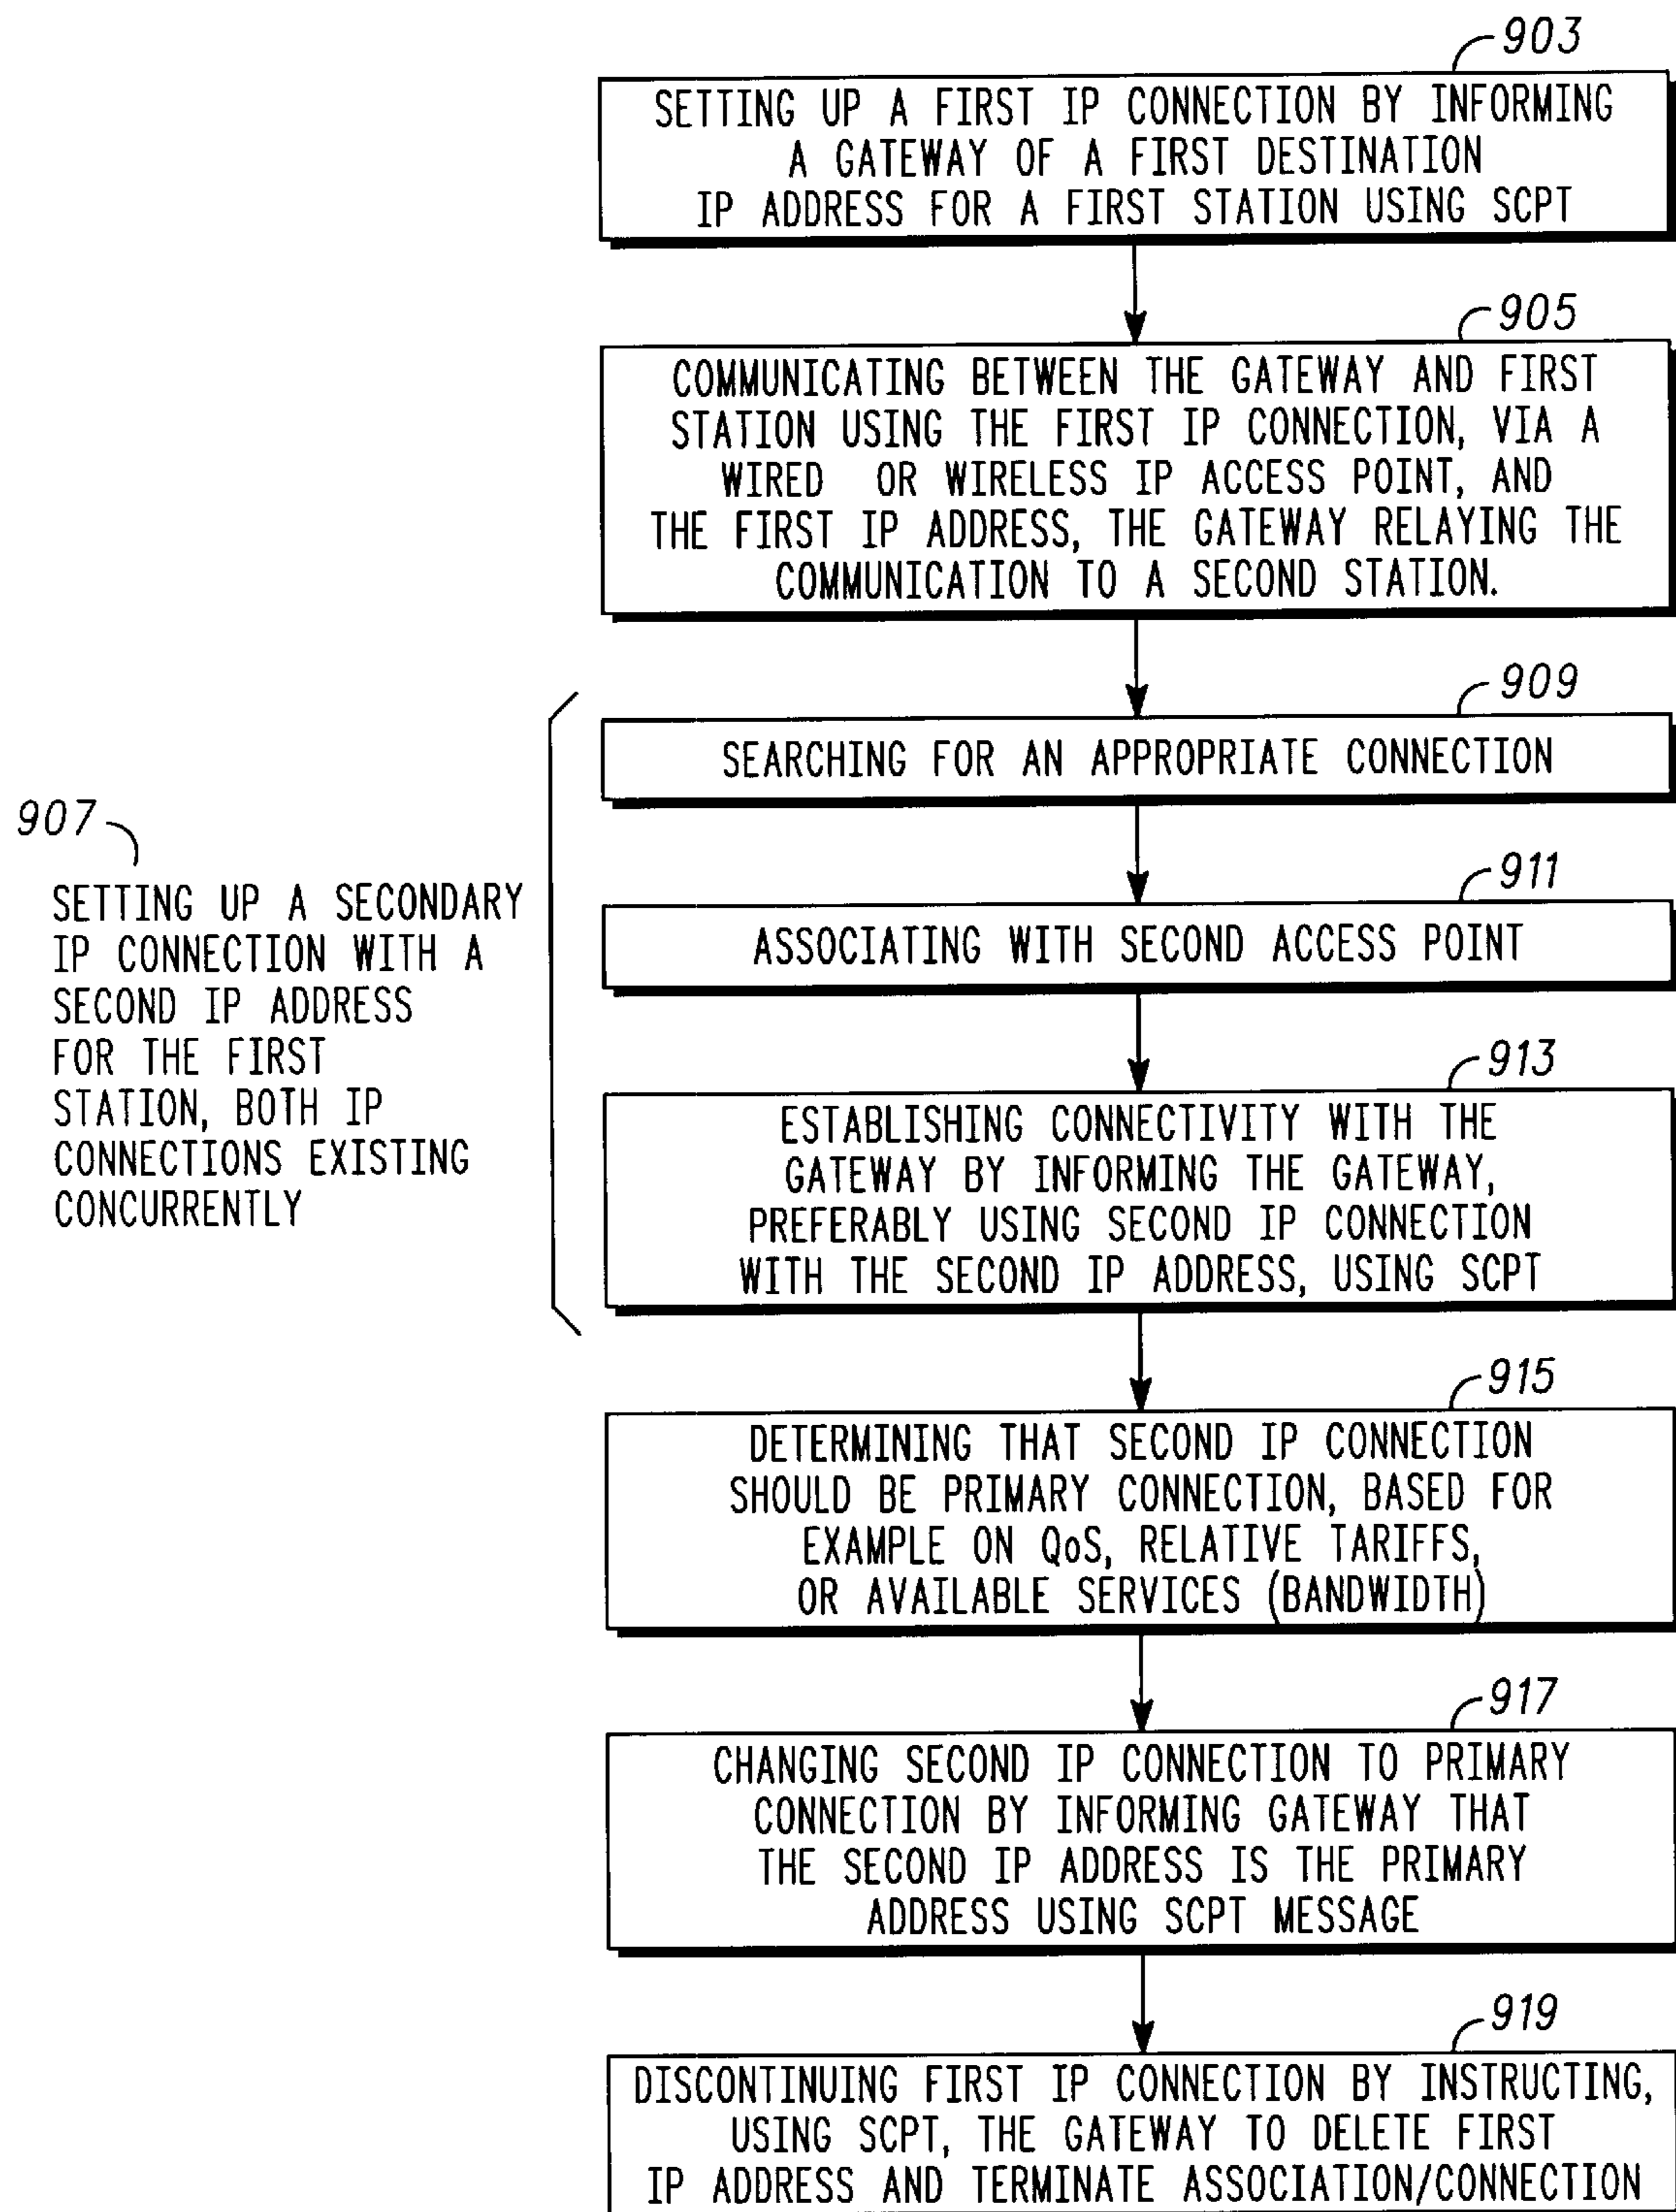 903
SETTING UP A FIRST IP CONNECTION BY INFORMING
A GATEWAY OF A FIRST DESTINATION
IP ADDRESS FOR A FIRST STATION USING SCPT
905
COMMUNICATING BETWEEN THE GATEWAY AND FIRST
STATION USING THE FIRST IP CONNECTION, VIA A
WIRED OR WIRELESS IP ACCESS POINT, AND
THE FIRST IP ADDRESS, THE GATEWAY RELAYING THE
COMMUNICATION TO A SECOND STATION.
907
SETTING UP A SECONDARY
IP CONNECTION WITH A
SECOND IP ADDRESS
FOR THE FIRST
STATION, BOTH IP
CONNECTIONS EXISTING
CONCURRENTLY
909
SEARCHING FOR AN APPROPRIATE CONNECTION
911
ASSOCIATING WITH SECOND ACCESS POINT
913
ESTABLISHING CONNECTIVITY WITH THE
GATEWAY BY INFORMING THE GATEWAY,
PREFERABLY USING SECOND IP CONNECTION
WITH THE SECOND IP ADDRESS, USING SCPT
915
DETERMINING THAT SECOND IP CONNECTION
SHOULD BE PRIMARY CONNECTION, BASED FOR
EXAMPLE ON QoS, RELATIVE TARIFFS,
OR AVAILABLE SERVICES (BANDWIDTH)
917
CHANGING SECOND IP CONNECTION TO PRIMARY
CONNECTION BY INFORMING GATEWAY THAT
THE SECOND IP ADDRESS IS THE PRIMARY
ADDRESS USING SCPT MESSAGE
919
DISCONTINUING FIRST IP CONNECTION BY INSTRUCTING,
USING SCPT, THE GATEWAY TO DELETE FIRST
IP ADDRESS AND TERMINATE ASSOCIATION/CONNECTION